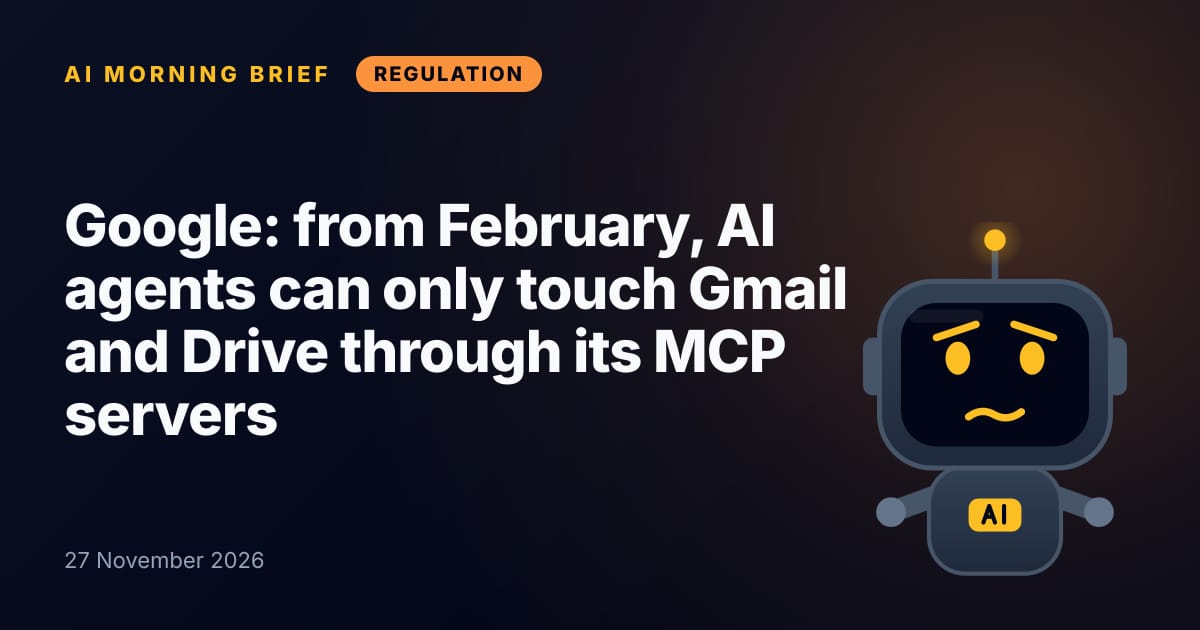 AI MORNING BRIEF
REGULATION
Google: from February, AI
agents can only touch Gmail
and Drive through its MCP
servers
AI
27 November 2026